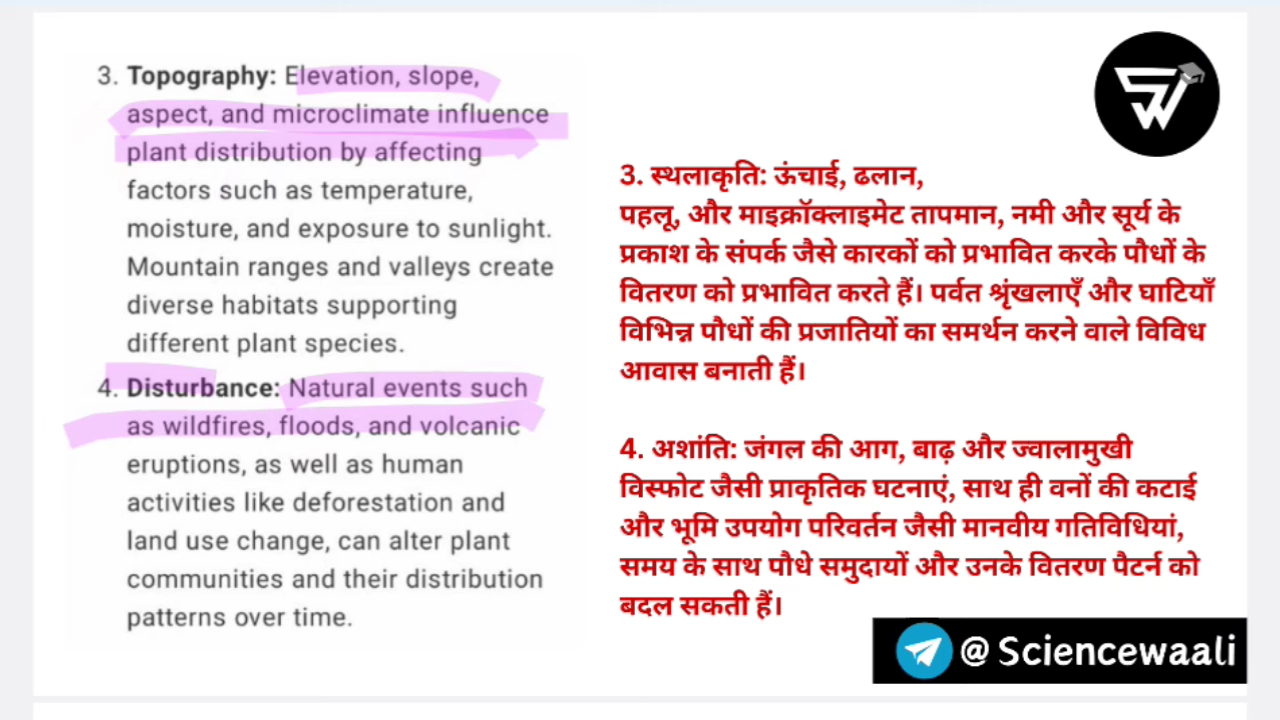 3. Topography: Elevation, slope,
aspect, and microclimate influence
plant distribution by affecting
factors such as temperature,
moisture, and exposure to sunlight.
Mountain ranges and valleys create
diverse habitats supporting
different plant species.
4. Disturbance: Natural events such
as wildfires, floods, and volcanic
eruptions, as well as human
activities like deforestation and
land use change, can alter plant
communities and their distribution
patterns over time.
SW
3. स्थलाकृति: ऊंचाई, ढलान,
पहलू, और माइक्रॉक्लाइमेट तापमान, नमी और सूर्य के
प्रकाश के संपर्क जैसे कारकों को प्रभावित करके पौधों के
वितरण को प्रभावित करते हैं। पर्वत श्रृंखलाएँ और घाटियाँ
विभिन्न पौधों की प्रजातियों का समर्थन करने वाले विविध
आवास बनाती हैं।
4. अशांति: जंगल की आग, बाढ़ और ज्वालामुखी
विस्फोट जैसी प्राकृतिक घटनाएं, साथ ही वनों की कटाई
और भूमि उपयोग परिवर्तन जैसी मानवीय गतिविधियां,
समय के साथ पौधे समुदायों और उनके वितरण पैटर्न को
बदल सकती हैं।
@ Sciencewaali